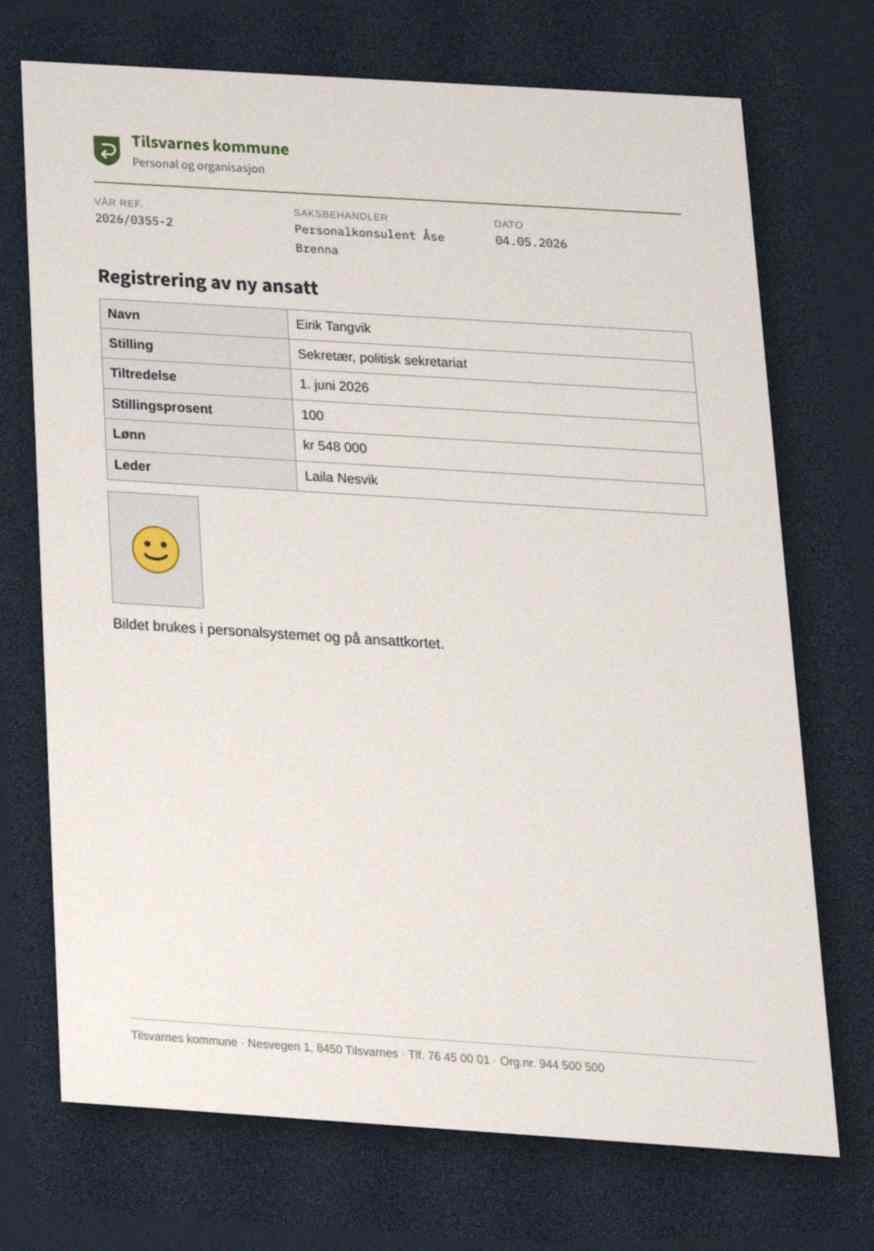 Tilsvarnes kommune
Personal og organisasjon
VÅR REF.
2026/0355-2
SAKSBEHANDLER
Personalkonsulent Åse
Brenna
DATO
04.05.2026
Registrering av ny ansatt
Navn Eirik Tangvik
Stilling Sekretær, politisk sekretariat
Tiltredelse 1. juni 2026
Stillingsprosent 100
Lønn kr 548 000
Leder Laila Nesvik
Bildet brukes i personalsystemet og på ansattkortet.
Tilsvarnes kommune · Nesvegen 1, 8450 Tilsvarnes · Tlf. 76 45 00 01 · Org.nr. 944 500 500